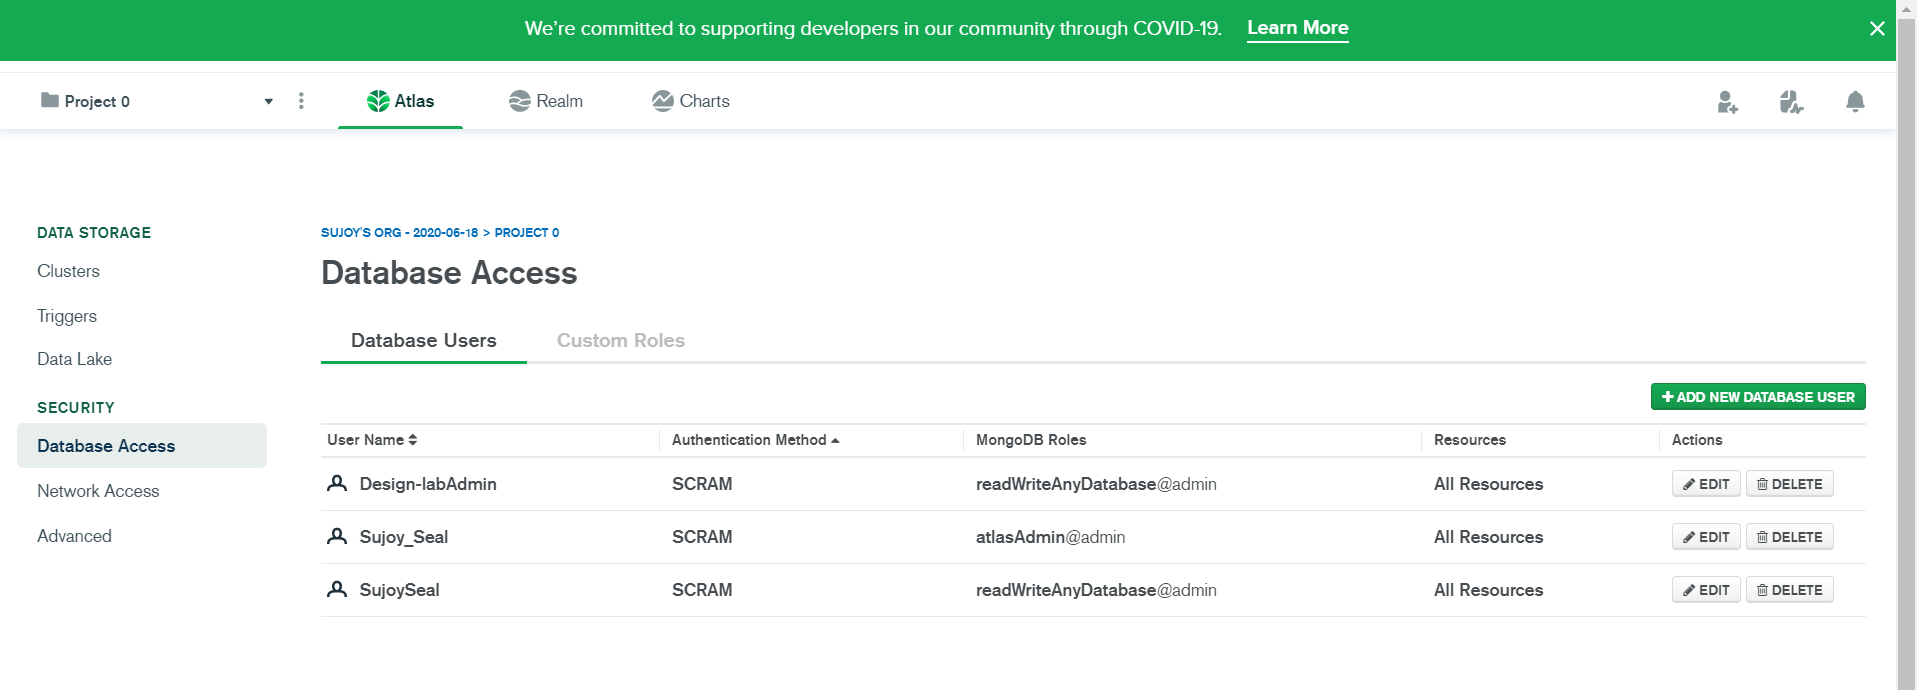 We’re committed to supporting developers in our community through COVID-19. Learn More
Project 0 Atlas Realm Charts
DATA STORAGE
Clusters
Triggers
Data Lake
SECURITY
Database Access
Network Access
Advanced
SUJOY'S ORG - 2020-06-18 > PROJECT 0
Database Access
Database Users Custom Roles
ADD NEW DATABASE USER
User Name Authentication Method MongoDB Roles Resources Actions
Design-labAdmin SCRAM readWriteAnyDatabase@admin All Resources EDIT DELETE
Sujoy_Seal SCRAM atlasAdmin@admin All Resources EDIT DELETE
SujoySeal SCRAM readWriteAnyDatabase@admin All Resources EDIT DELETE